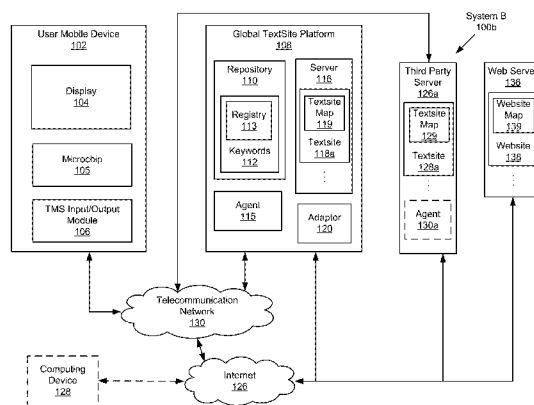 System B
100b
User Mobile Device
102
Display
104
Microchip
105
TMS Input/Output
Module
106
Global TextSite Platform
108
Repository
110
Registry
113
Keywords
112
Agent
115
Server
118
Textsite
Map
119
Textsite
118a
Adaptor
120
Third Party
Server
126a
Textsite
Map
129
Textsite
128a
Agent
130a
Web Server
136
Website
Map
139
Website
138
Telecommunication
Network
130
Internet
126
Computing
Device
128